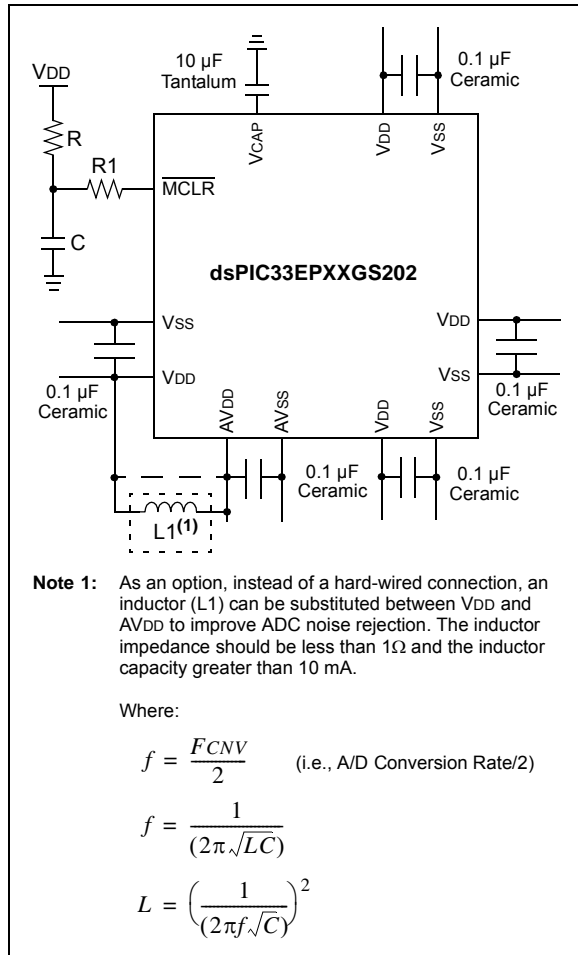 10 µF
Tantalum
0.1 µF
Ceramic
VDD
R
R1
C
VCAP
VDD
VSS
MCLR
dsPIC33EPXXGS202
VSS
VDD
VDD
VSS
0.1 µF
Ceramic
0.1 µF
Ceramic
AVDD
AVSS
VDD
VSS
0.1 µF
Ceramic
0.1 µF
Ceramic
L1(1)
Note 1: As an option, instead of a hard-wired connection, an
inductor (L1) can be substituted between VDD and
AVDD to improve ADC noise rejection. The inductor
impedance should be less than 1Ω and the inductor
capacity greater than 10 mA.
Where:
f = FCNV / 2 (i.e., A/D Conversion Rate/2)
f = 1 / (2π√LC)
L = (1 / (2πf√C))²